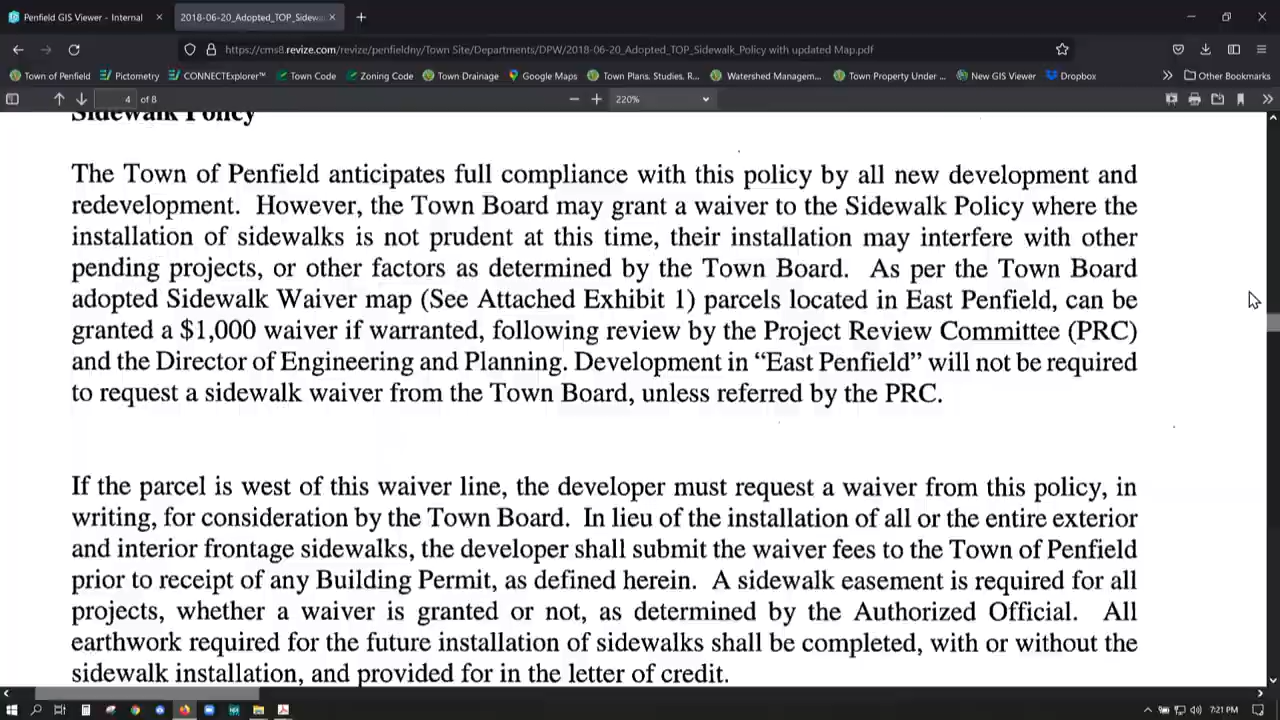 Penfield GIS Viewer - Internal
2018-06-20_Adopted_TOP_Sidewa
https://cms8.revize.com/revize/penfieldny/Town Site/Departments/DPW/2018-06-20_Adopted_TOP_Sidewalk_Policy with updated Map.pdf
Town of Penfield Pictometry CONNECTExplorer™ Town Code Zoning Code Town Drainage Google Maps Town Plans. Studies. R... Watershed Managem... Town Property Under ... New GIS Viewer Dropbox Other Bookmarks
4 of 8 220%
Sidewalk Policy
The Town of Penfield anticipates full compliance with this policy by all new development and
redevelopment. However, the Town Board may grant a waiver to the Sidewalk Policy where the
installation of sidewalks is not prudent at this time, their installation may interfere with other
pending projects, or other factors as determined by the Town Board. As per the Town Board
adopted Sidewalk Waiver map (See Attached Exhibit 1) parcels located in East Penfield, can be
granted a $1,000 waiver if warranted, following review by the Project Review Committee (PRC)
and the Director of Engineering and Planning. Development in “East Penfield” will not be required
to request a sidewalk waiver from the Town Board, unless referred by the PRC.
If the parcel is west of this waiver line, the developer must request a waiver from this policy, in
writing, for consideration by the Town Board. In lieu of the installation of all or the entire exterior
and interior frontage sidewalks, the developer shall submit the waiver fees to the Town of Penfield
prior to receipt of any Building Permit, as defined herein. A sidewalk easement is required for all
projects, whether a waiver is granted or not, as determined by the Authorized Official. All
earthwork required for the future installation of sidewalks shall be completed, with or without the
sidewalk installation, and provided for in the letter of credit.
7:21 PM